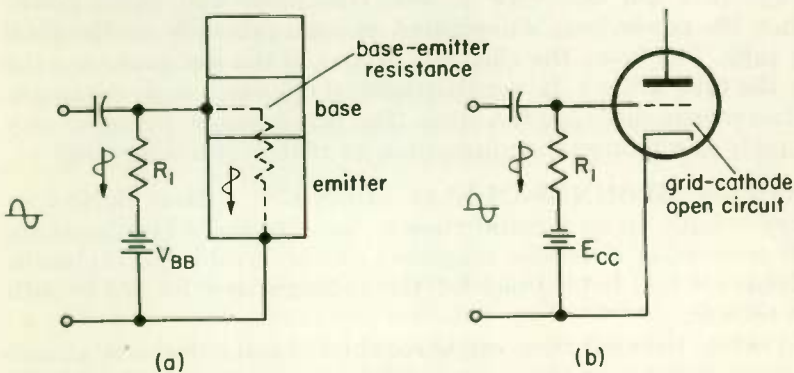 base-emitter
resistance
base
emitter
R1
VBB
(a)
R1
ECC
grid-cathode
open circuit
(b)